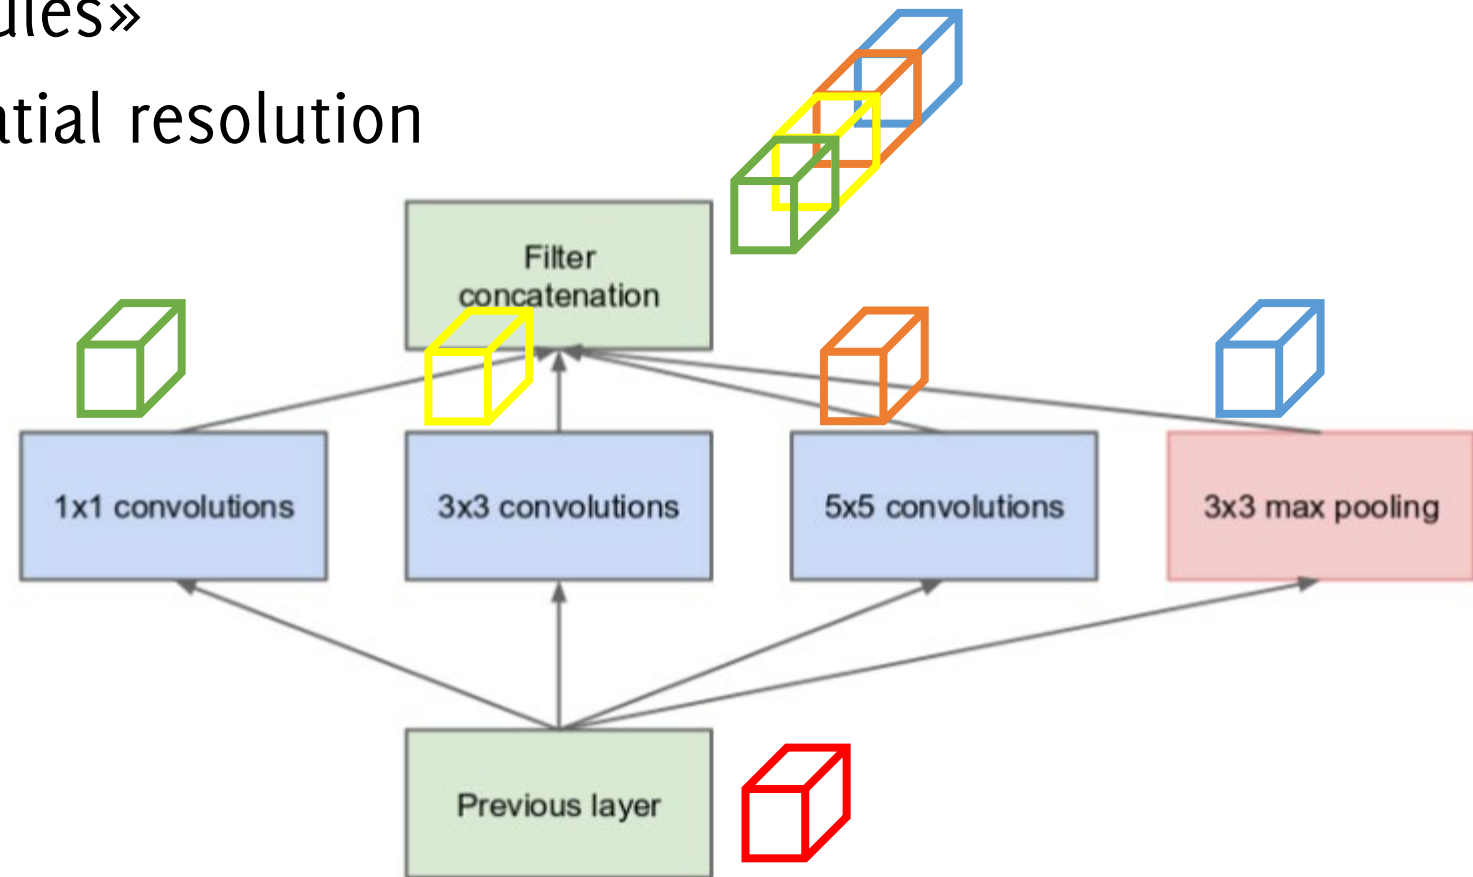 ules»
atial resolution
Filter
concatenation
1x1 convolutions
3x3 convolutions
5x5 convolutions
3x3 max pooling
Previous layer